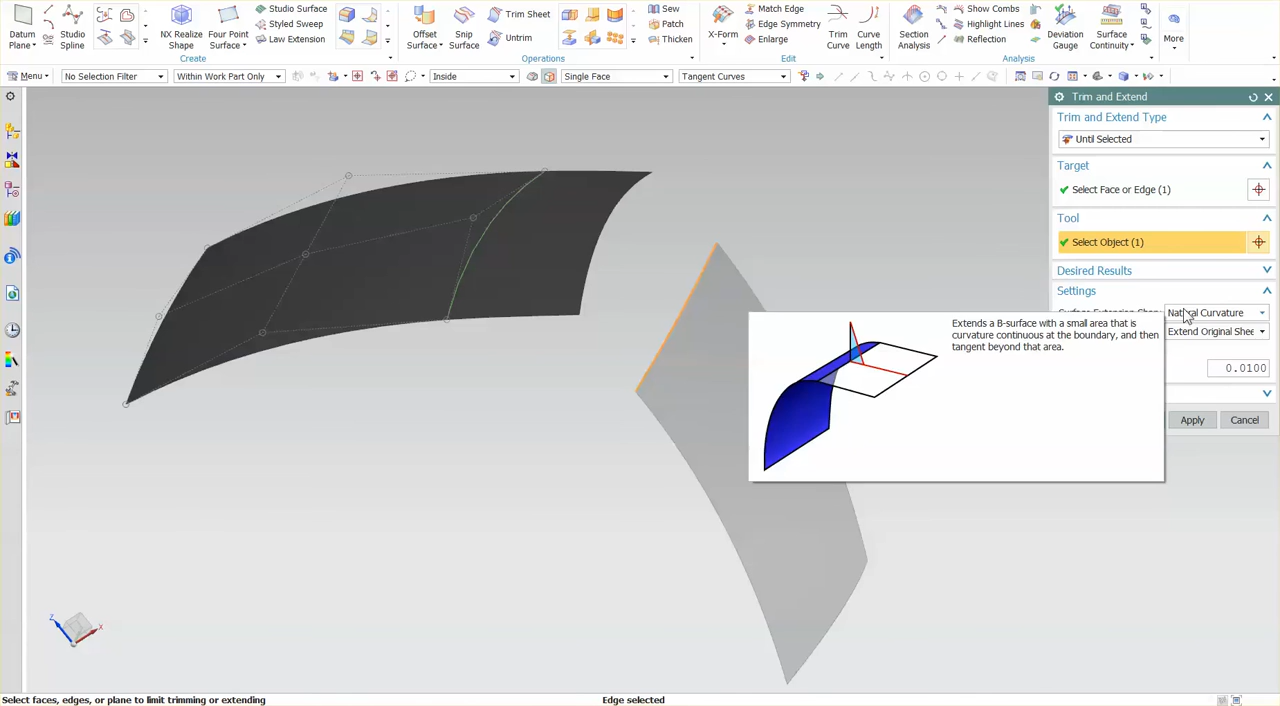 Studio Surface
Styled Sweep
Law Extension
Datum
Plane
Studio
Spline
NX Realize
Shape
Four Point
Surface
Create
Offset
Surface
Snip
Surface
Trim Sheet
Untrim
Sew
Patch
Thicken
Operations
X-Form
Match Edge
Edge Symmetry
Enlarge
Trim
Curve
Curve
Length
Edit
Section
Analysis
Show Combs
Highlight Lines
Reflection
Deviation
Gauge
Surface
Continuity
Analysis
More
Menu
No Selection Filter
Within Work Part Only
Inside
Single Face
Tangent Curves
Trim and Extend
Trim and Extend Type
Until Selected
Target
Select Face or Edge (1)
Tool
Select Object (1)
Desired Results
Settings
Natural Curvature
Extend Original Shee
0.0100
Apply
Cancel
Extends a B-surface with a small area that is
curvature continuous at the boundary, and then
tangent beyond that area.
Z
X
Select faces, edges, or plane to limit trimming or extending
Edge selected